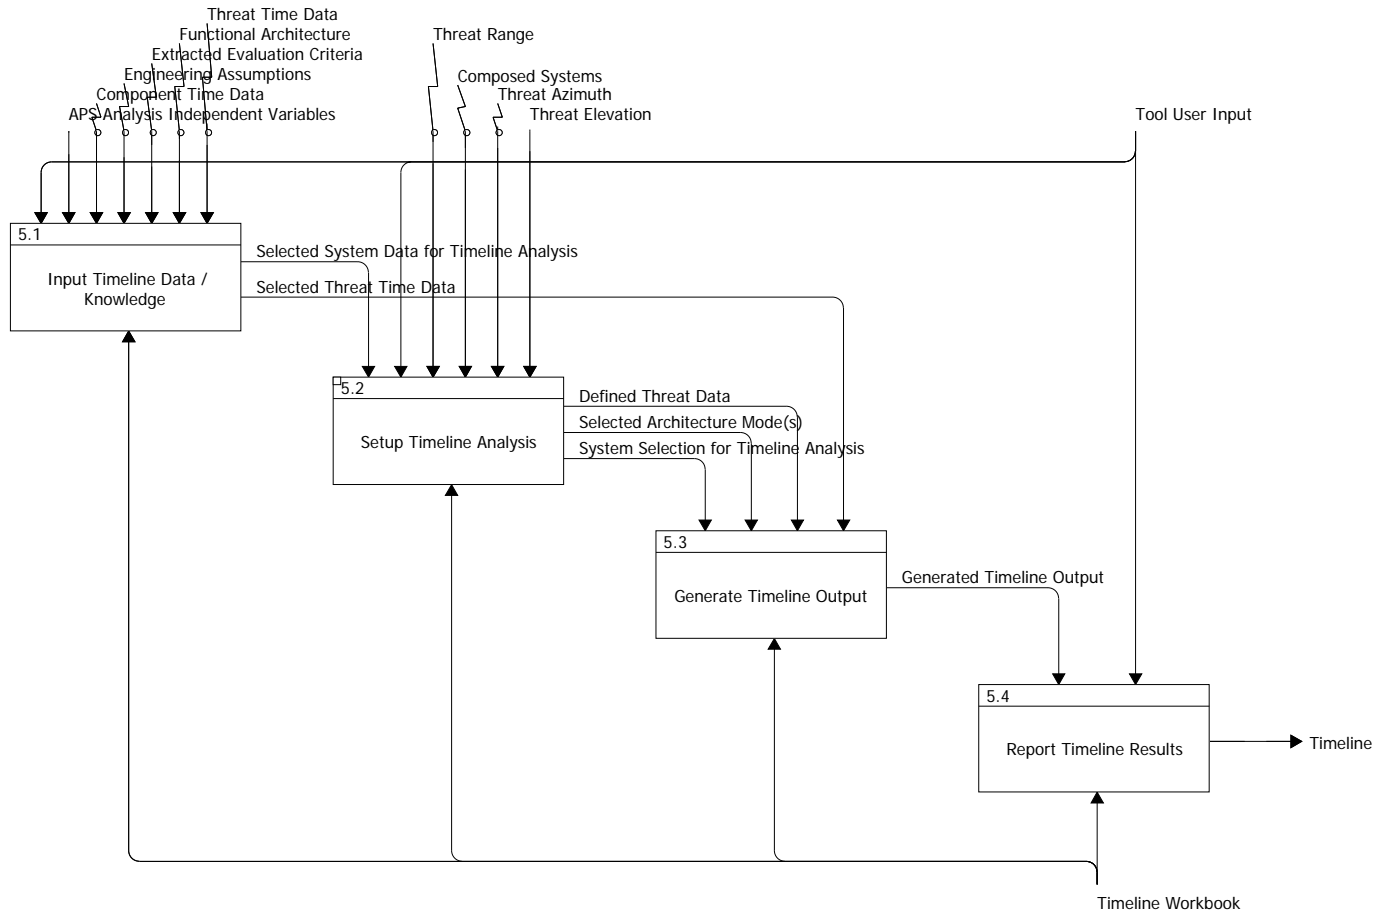 Threat Time Data
Functional Architecture
Threat Range
Extracted Evaluation Criteria
Engineering Assumptions
Composed Systems
Component Time Data
Threat Azimuth
APS Analysis Independent Variables
Threat Elevation
Tool User Input
5.1
Input Timeline Data /
Knowledge
Selected System Data for Timeline Analysis
Selected Threat Time Data
5.2
Setup Timeline Analysis
Defined Threat Data
Selected Architecture Mode(s)
System Selection for Timeline Analysis
5.3
Generate Timeline Output
Generated Timeline Output
5.4
Report Timeline Results
Timeline
Timeline Workbook